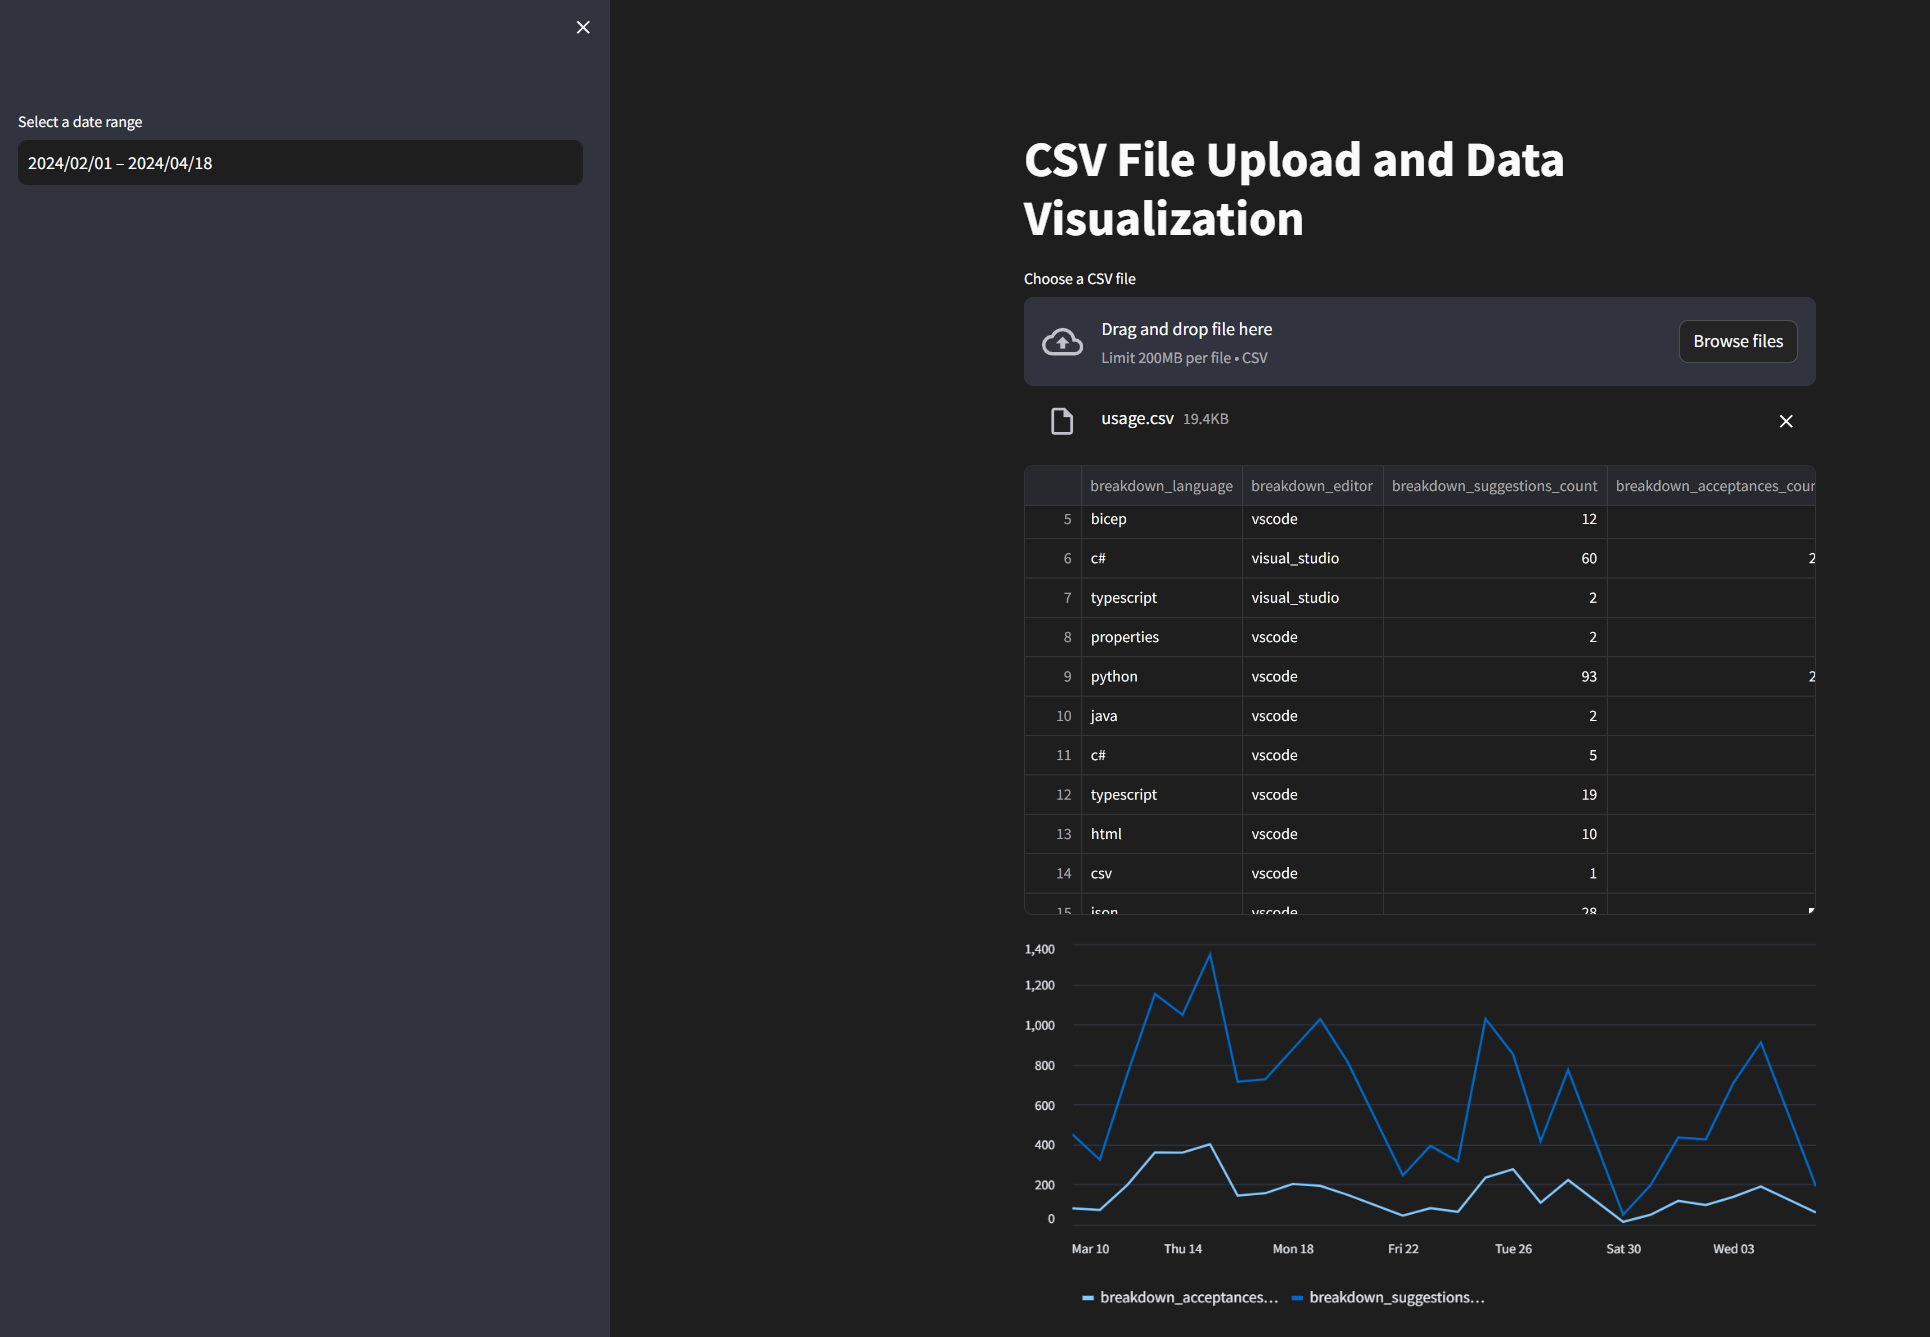 Select a date range
2024/02/01 – 2024/04/18
CSV File Upload and Data
Visualization
Choose a CSV file
Drag and drop file here
Limit 200MB per file • CSV
Browse files
usage.csv 19.4KB
breakdown_language breakdown_editor breakdown_suggestions_count breakdown_acceptances_cour
5 bicep vscode 12
6 c# visual_studio 60 2
7 typescript visual_studio 2
8 properties vscode 2
9 python vscode 93 2
10 java vscode 2
11 c# vscode 5
12 typescript vscode 19
13 html vscode 10
14 csv vscode 1
15 json vscode 28
1,400
1,200
1,000
800
600
400
200
0
Mar 10 Thu 14 Mon 18 Fri 22 Tue 26 Sat 30 Wed 03
breakdown_acceptances… breakdown_suggestions…